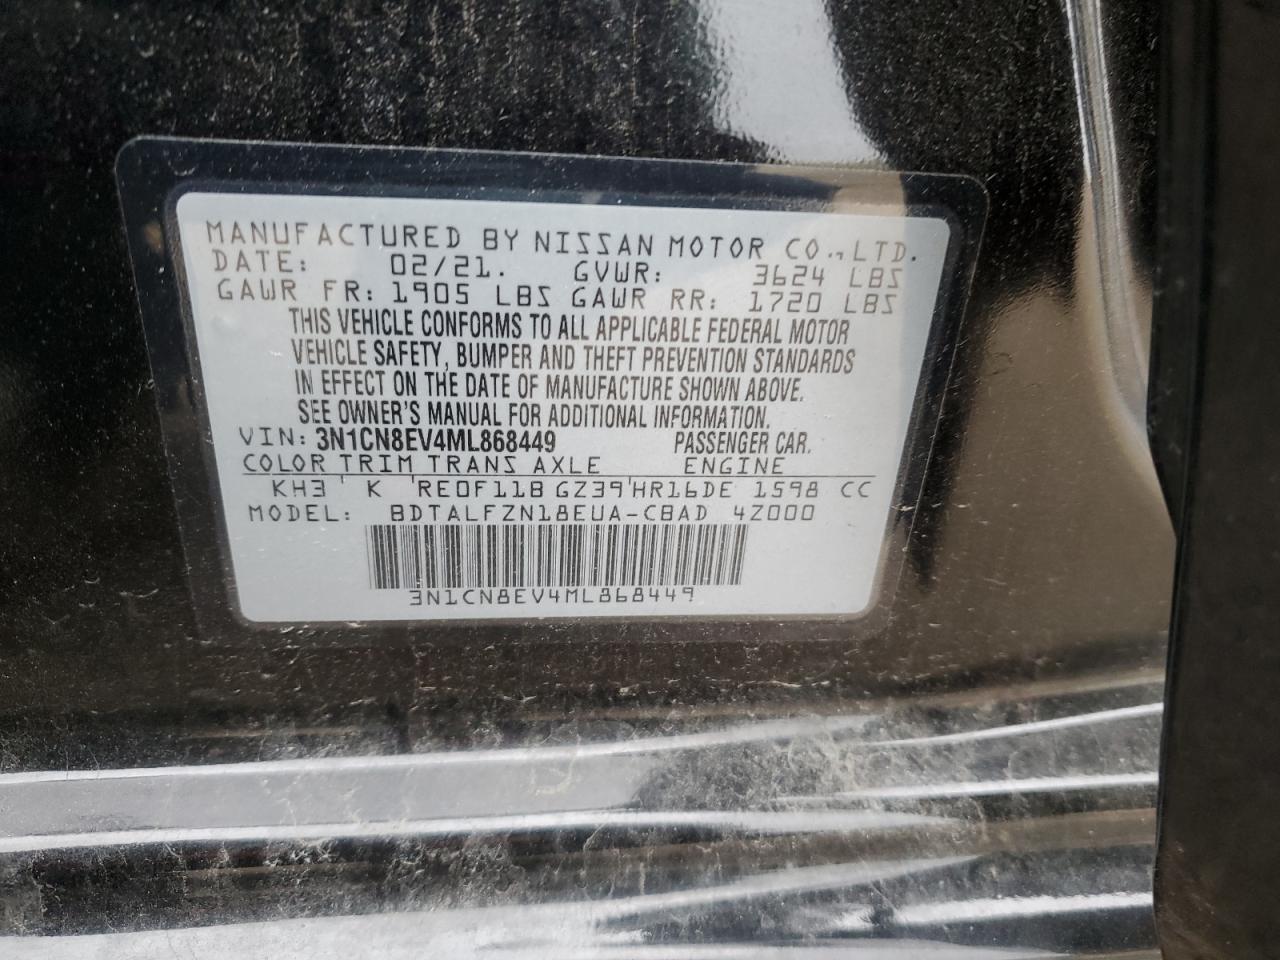 MANUFACTURED BY NISSAN MOTOR CO., LTD.
DATE: 02/21. GVWR: 3624 LBS
GAWR FR: 1905 LBS GAWR RR: 1720 LBS
THIS VEHICLE CONFORMS TO ALL APPLICABLE FEDERAL MOTOR
VEHICLE SAFETY, BUMPER AND THEFT PREVENTION STANDARDS
IN EFFECT ON THE DATE OF MANUFACTURE SHOWN ABOVE.
SEE OWNER'S MANUAL FOR ADDITIONAL INFORMATION.
VIN: 3N1CN8EV4ML868449 PASSENGER CAR.
COLOR TRIM TRANS AXLE ENGINE
KH3 K RE0F11B GZ39 HR16DE 1598 CC
MODEL: BDTALFZN18EUA-CBAD 4Z000
3N1CN8EV4ML868449